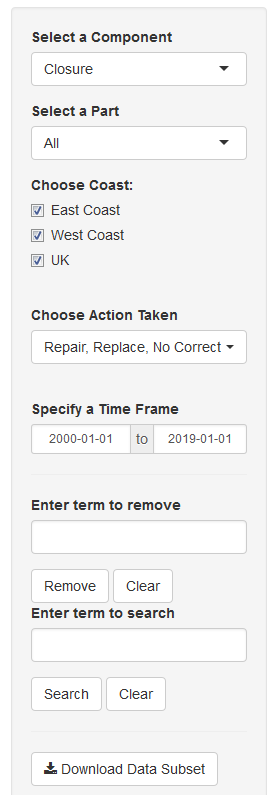 Select a Component
Closure
Select a Part
All
Choose Coast:
East Coast
West Coast
UK
Choose Action Taken
Repair, Replace, No Correct
Specify a Time Frame
2000-01-01 to 2019-01-01
Enter term to remove
Remove Clear
Enter term to search
Search Clear
Download Data Subset